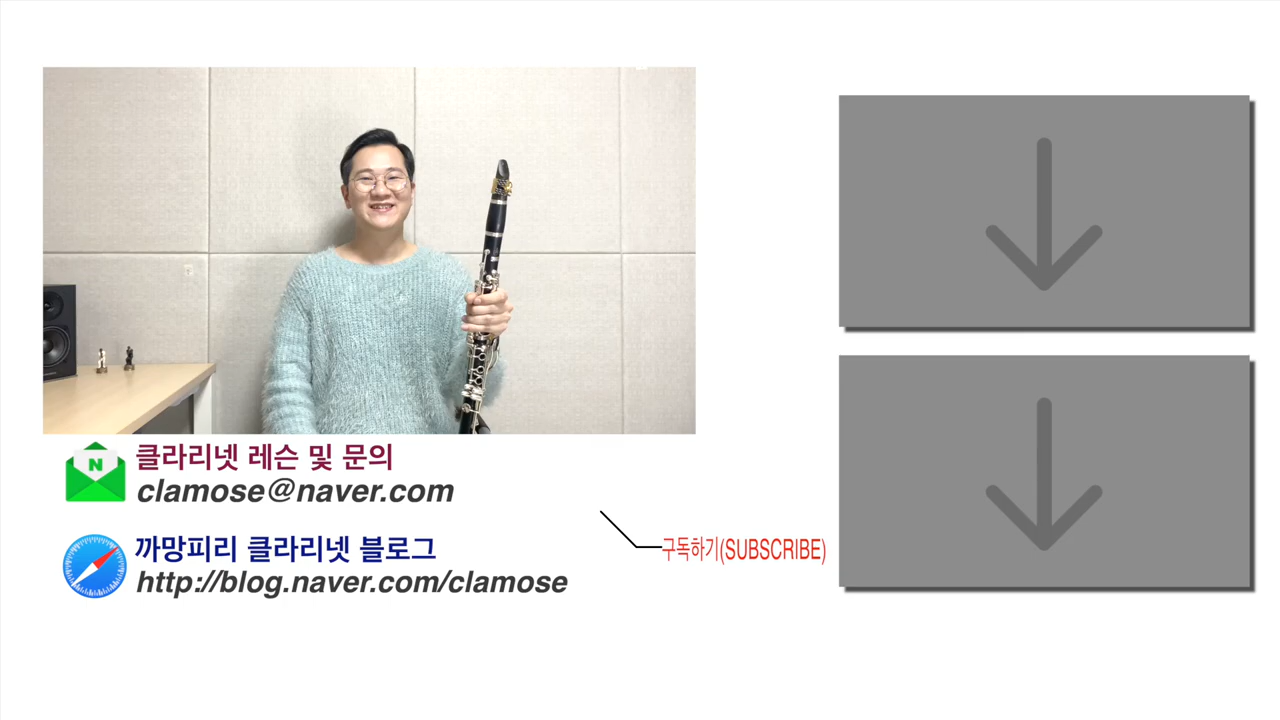 N
클라리넷 레슨 및 문의
clamose@naver.com
까망피리 클라리넷 블로그
http://blog.naver.com/clamose
구독하기(SUBSCRIBE)